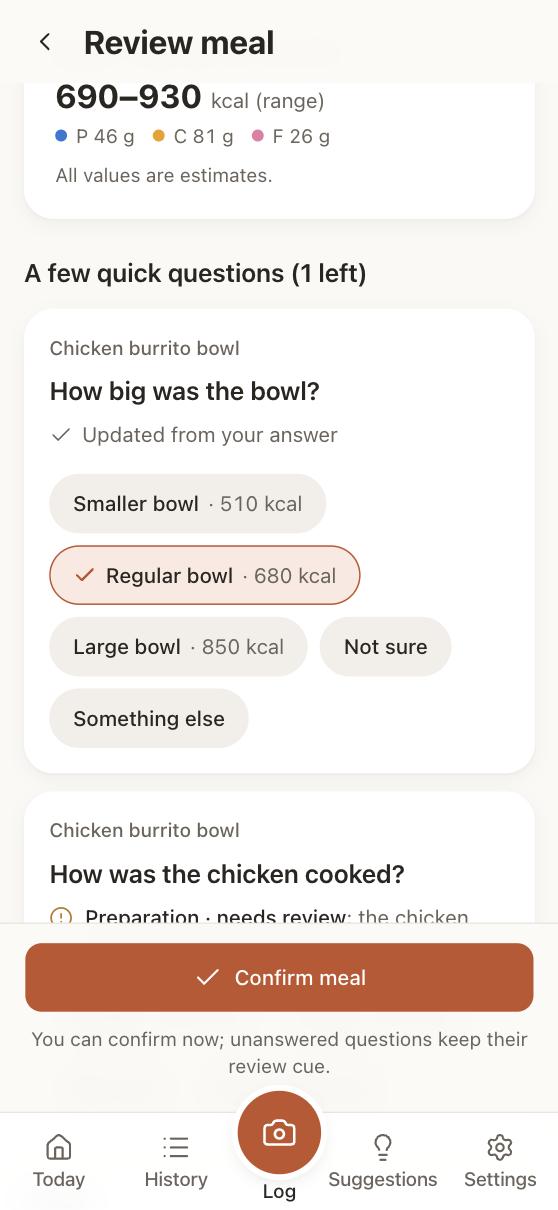 Review meal
690–930 kcal (range)
P 46 g C 81 g F 26 g
All values are estimates.
A few quick questions (1 left)
Chicken burrito bowl
How big was the bowl?
Updated from your answer
Smaller bowl · 510 kcal
Regular bowl · 680 kcal
Large bowl · 850 kcal Not sure
Something else
Chicken burrito bowl
How was the chicken cooked?
Preparation · needs review: the chicken
Confirm meal
You can confirm now; unanswered questions keep their
review cue.
Today History Log Suggestions Settings